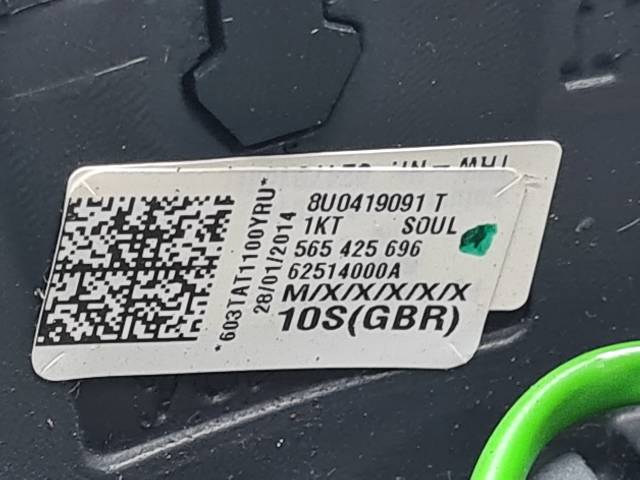 8U0419091 T
1KT SOUL
565 425 696
62514000A
M/X/X/X/X/X
10S(GBR)
*603TAT1100YRU*
28/01/2014